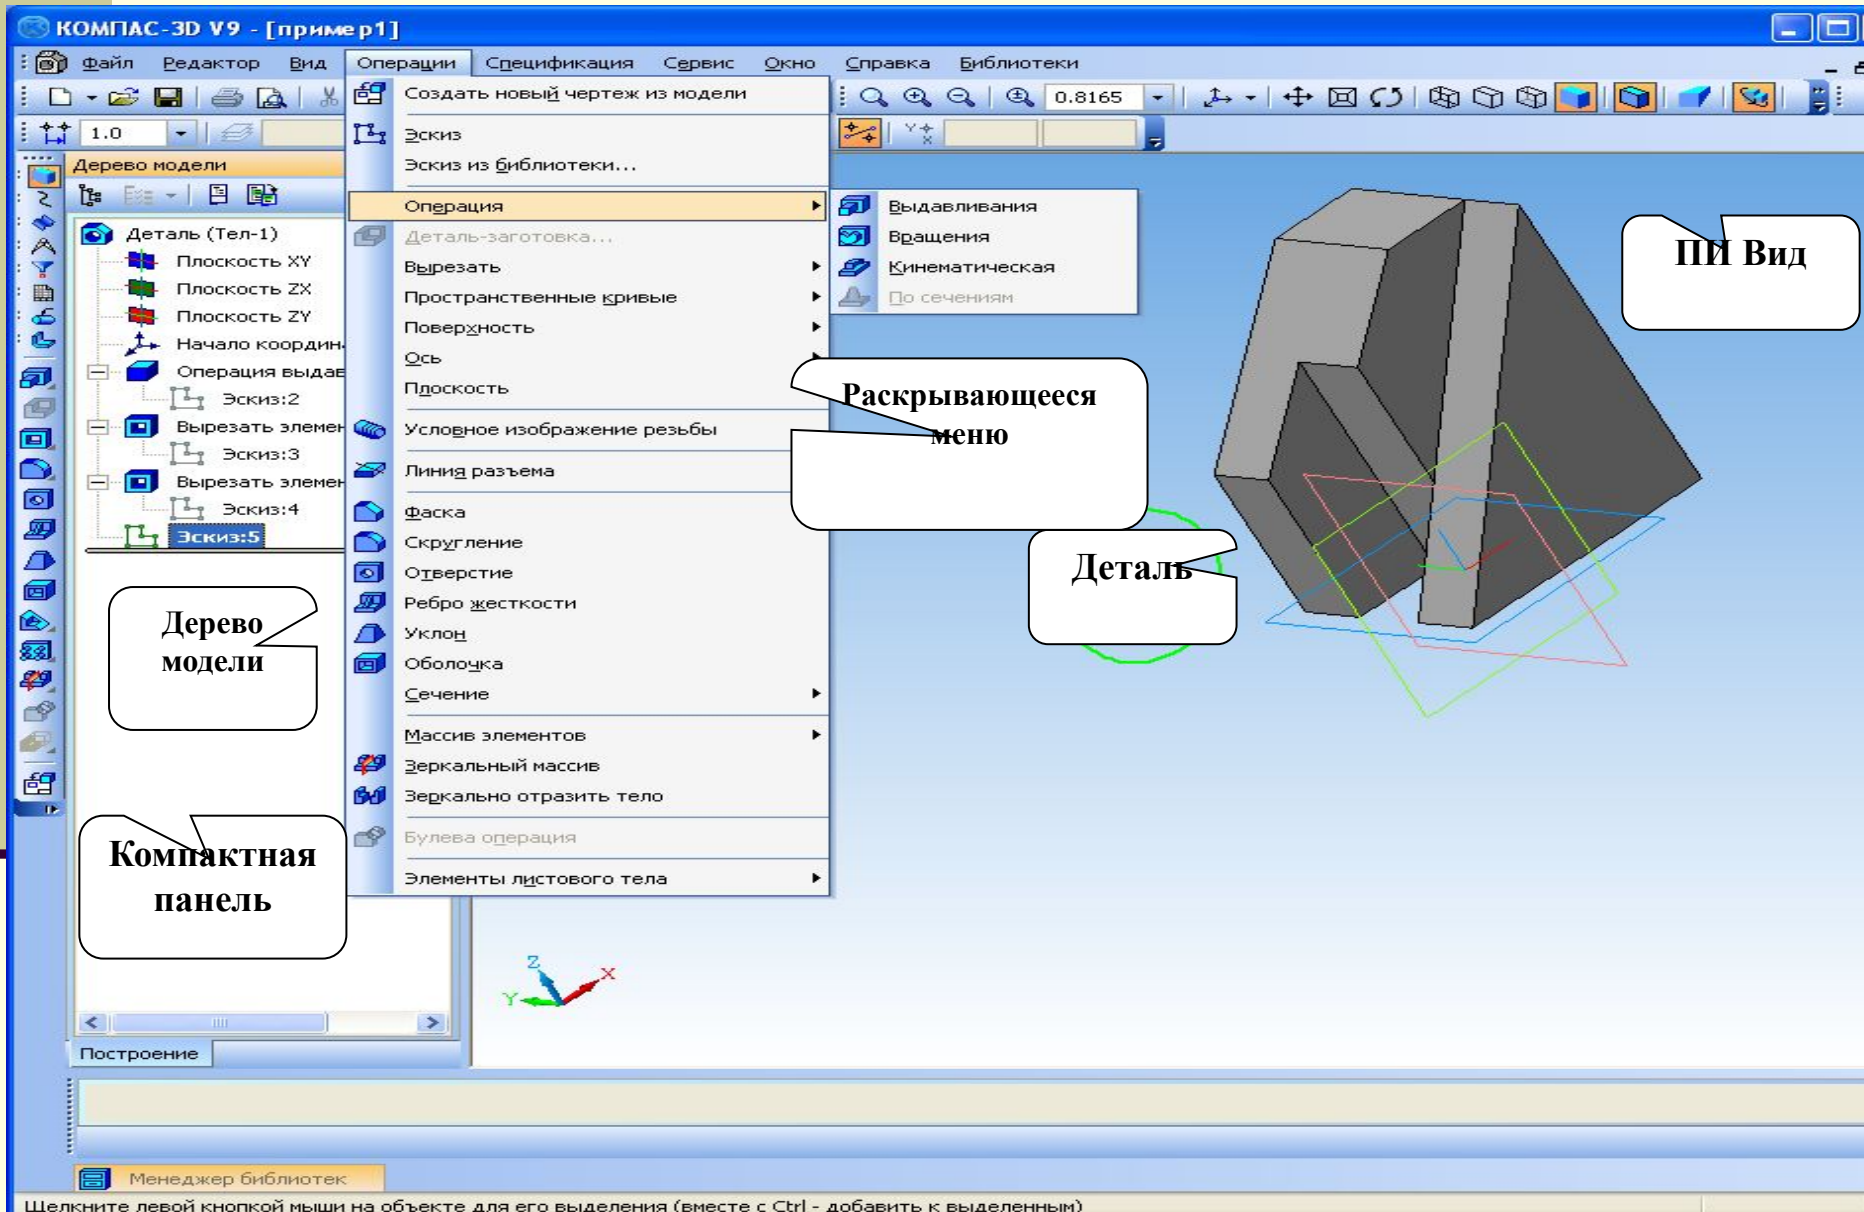 КОМПАС-3D V9 - [пример1]
Файл Редактор Вид Операции Спецификация Сервис Окно Справка Библиотеки
0.8165
1.0
Дерево модели
Деталь (Тел-1)
Плоскость XY
Плоскость ZX
Плоскость ZY
Начало координ
Операция выдав
Эскиз:2
Вырезать элемен
Эскиз:3
Вырезать элемен
Эскиз:4
Эскиз:5
Создать новый чертеж из модели
Эскиз
Эскиз из библиотеки...
Операция
Деталь-заготовка...
Вырезать
Пространственные кривые
Поверхность
Ось
Плоскость
Условное изображение резьбы
Линия разъема
Фаска
Скругление
Отверстие
Ребро жесткости
Уклон
Оболочка
Сечение
Массив элементов
Зеркальный массив
Зеркально отразить тело
Булева операция
Элементы листового тела
Выдавливания
Вращения
Кинематическая
По сечениям
ПИ Вид
Раскрывающееся
меню
Деталь
Дерево
модели
Компактная
панель
Z
X
Y
Построение
Менеджер библиотек
Щелкните левой кнопкой мыши на объекте для его выделения (вместе с Ctrl - добавить к выделенным)